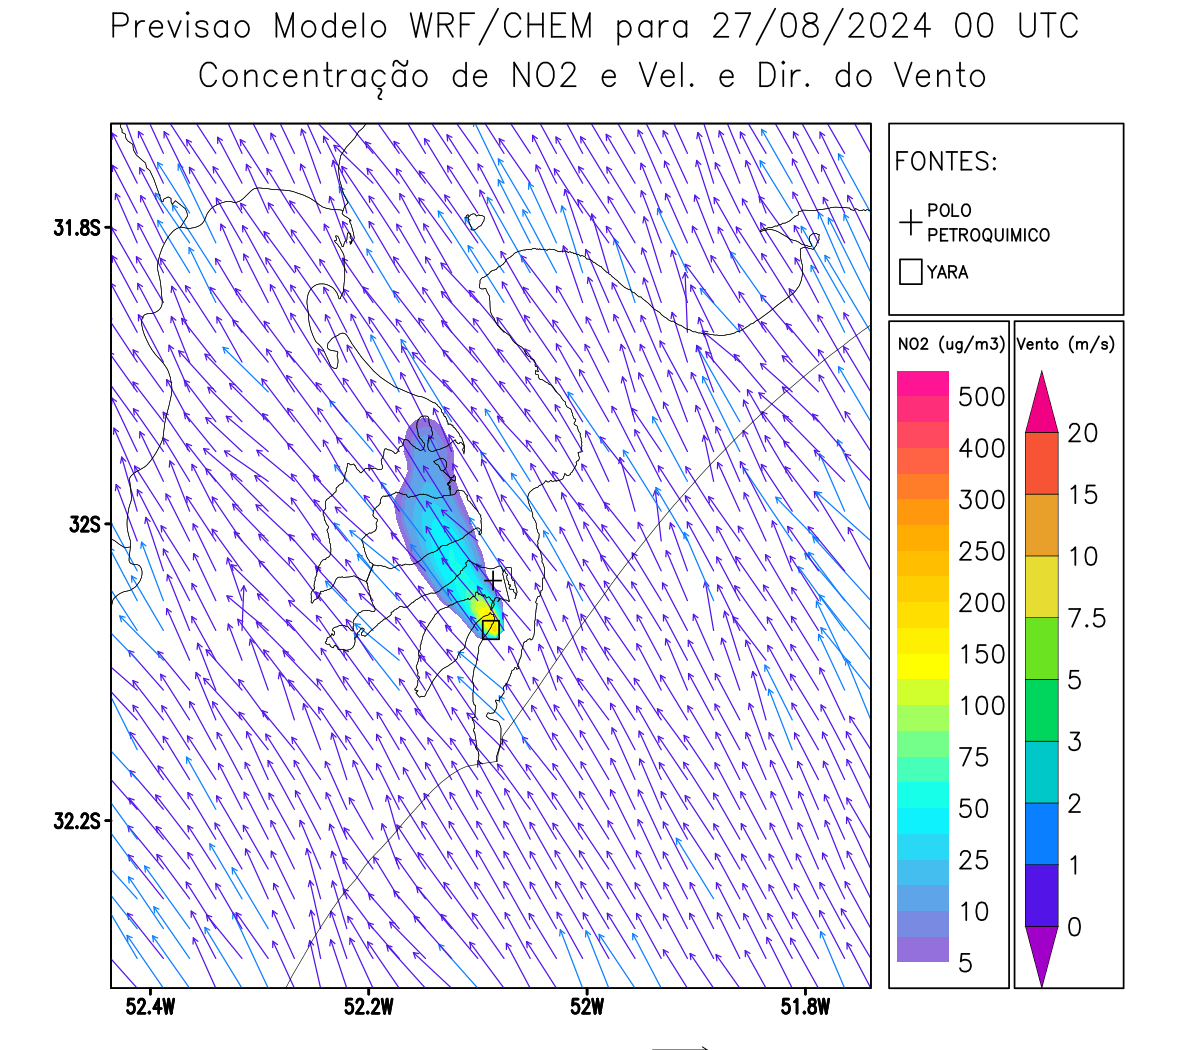 Previsao Modelo WRF/CHEM para 27/08/2024 00 UTC
Concentração de NO2 e Vel. e Dir. do Vento
FONTES:
POLO
PETROQUIMICO
YARA
NO2 (ug/m3)
500
400
300
250
200
150
100
75
50
25
10
5
Vento (m/s)
20
15
10
7.5
5
3
2
1
0
31.8S
32S
32.2S
52.4W
52.2W
52W
51.8W